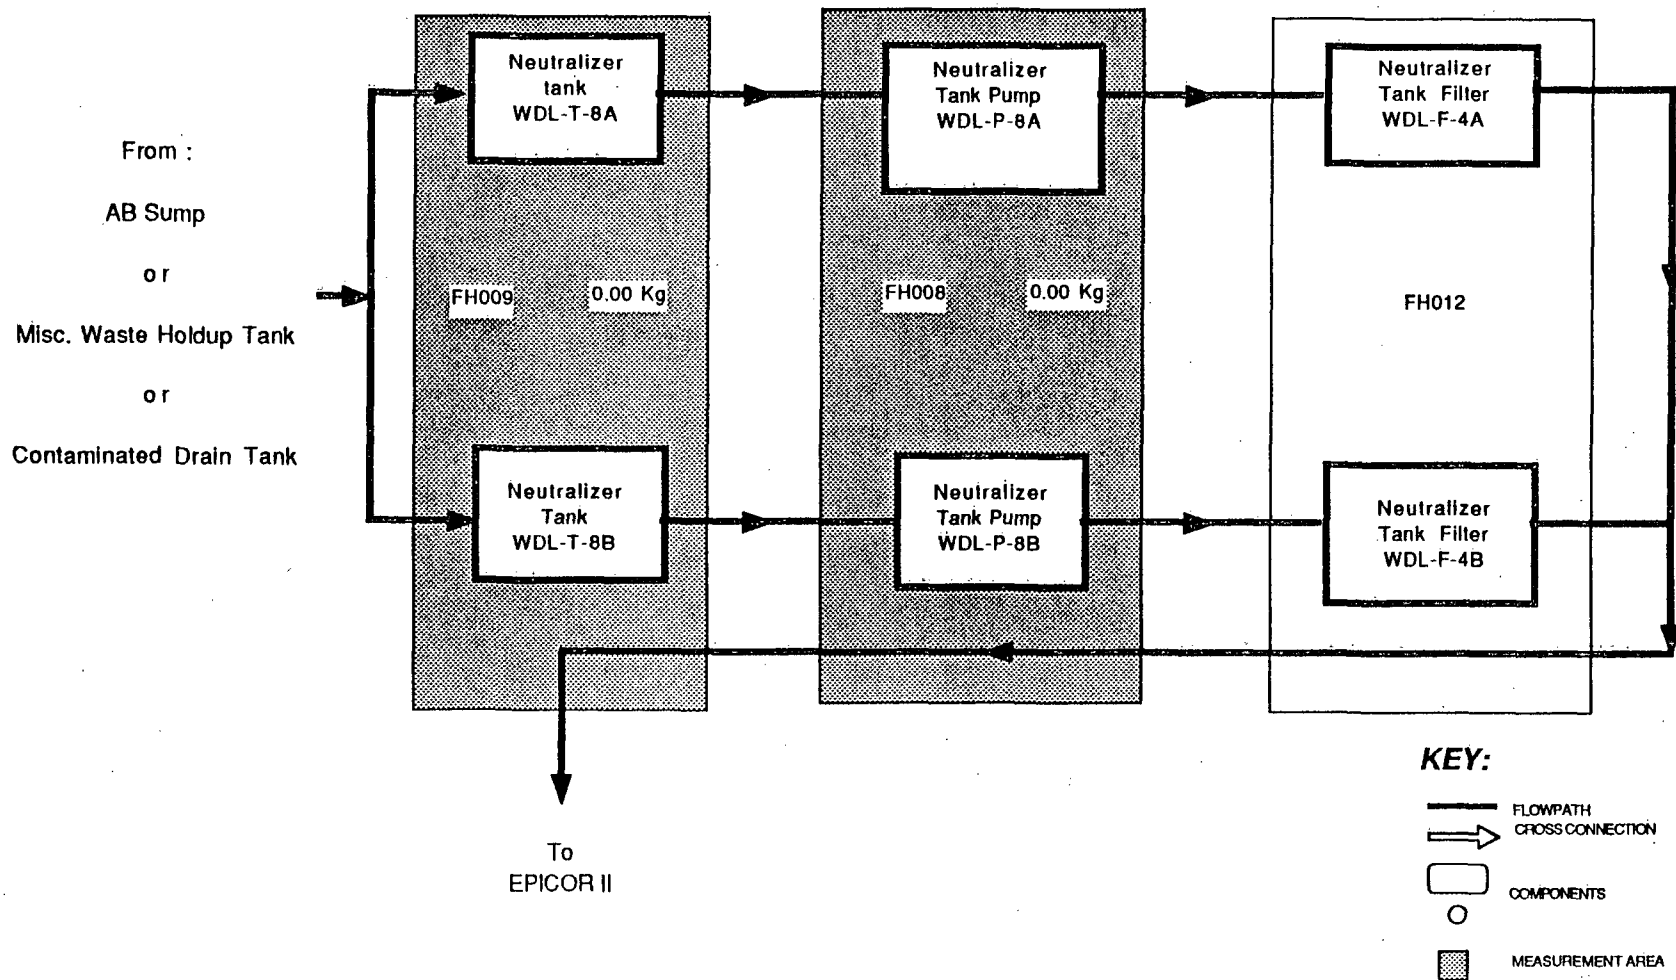 From :
AB Sump
or
Misc. Waste Holdup Tank
or
Contaminated Drain Tank
Neutralizer
tank
WDL-T-8A
FH009
0.00 Kg
Neutralizer
Tank
WDL-T-8B
Neutralizer
Tank Pump
WDL-P-8A
FH008
0.00 Kg
Neutralizer
Tank Pump
WDL-P-8B
Neutralizer
Tank Filter
WDL-F-4A
FH012
Neutralizer
Tank Filter
WDL-F-4B
To
EPICOR II
KEY:
FLOWPATH
CROSS CONNECTION
COMPONENTS
MEASUREMENT AREA